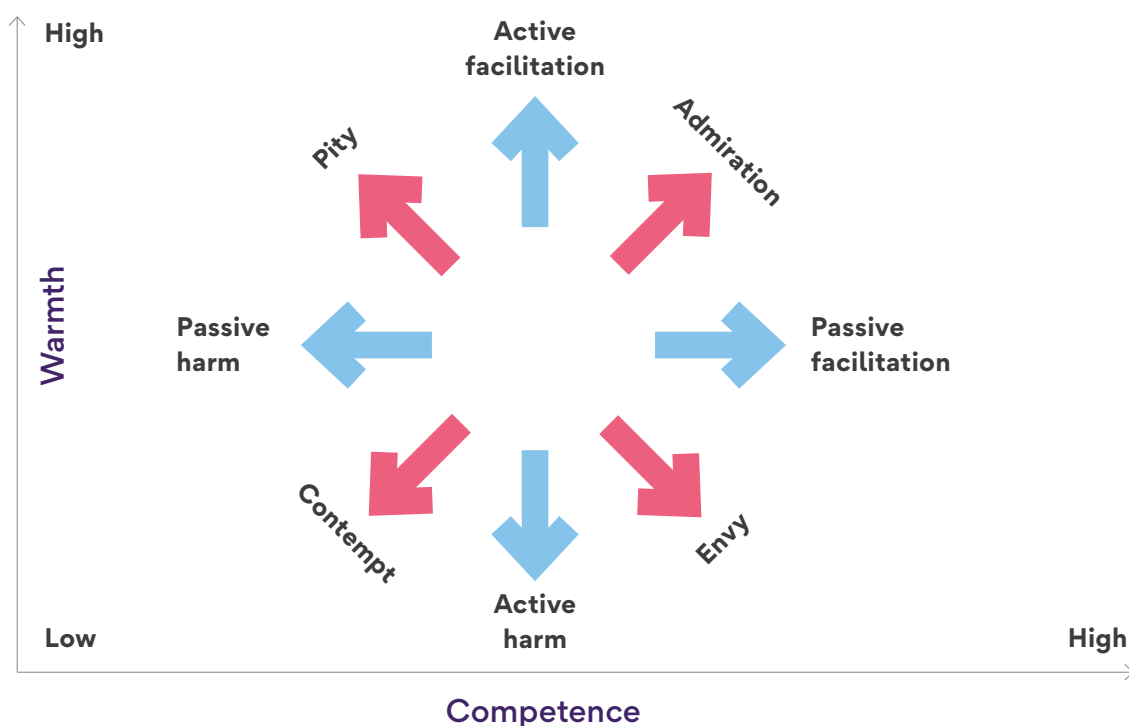 High
Active
facilitation
Admiration
Pity
Warmth
Passive
harm
Passive
facilitation
Contempt
Envy
Active
harm
Low
High
Competence